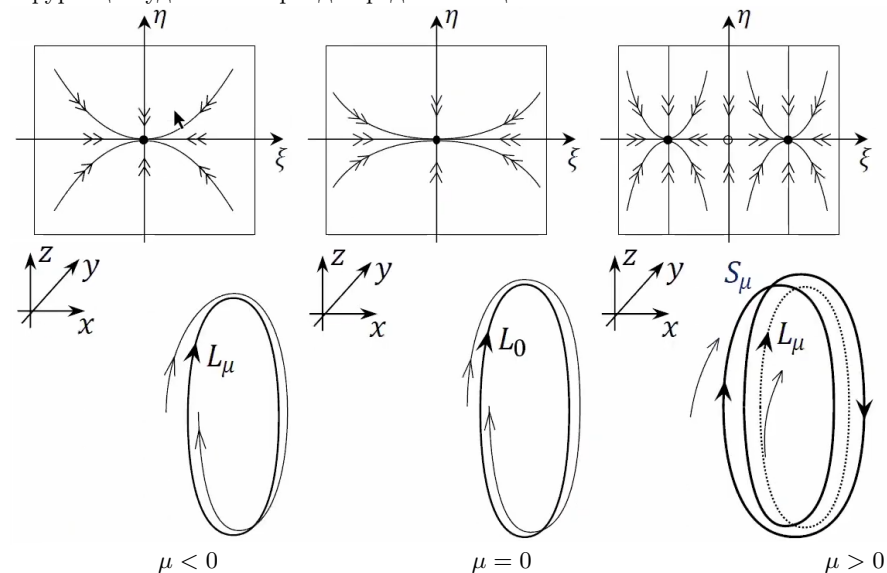 η η η
ξ ξ ξ
z y x z y x z y x
L_μ L_0 S_μ L_μ
μ < 0 μ = 0 μ > 0